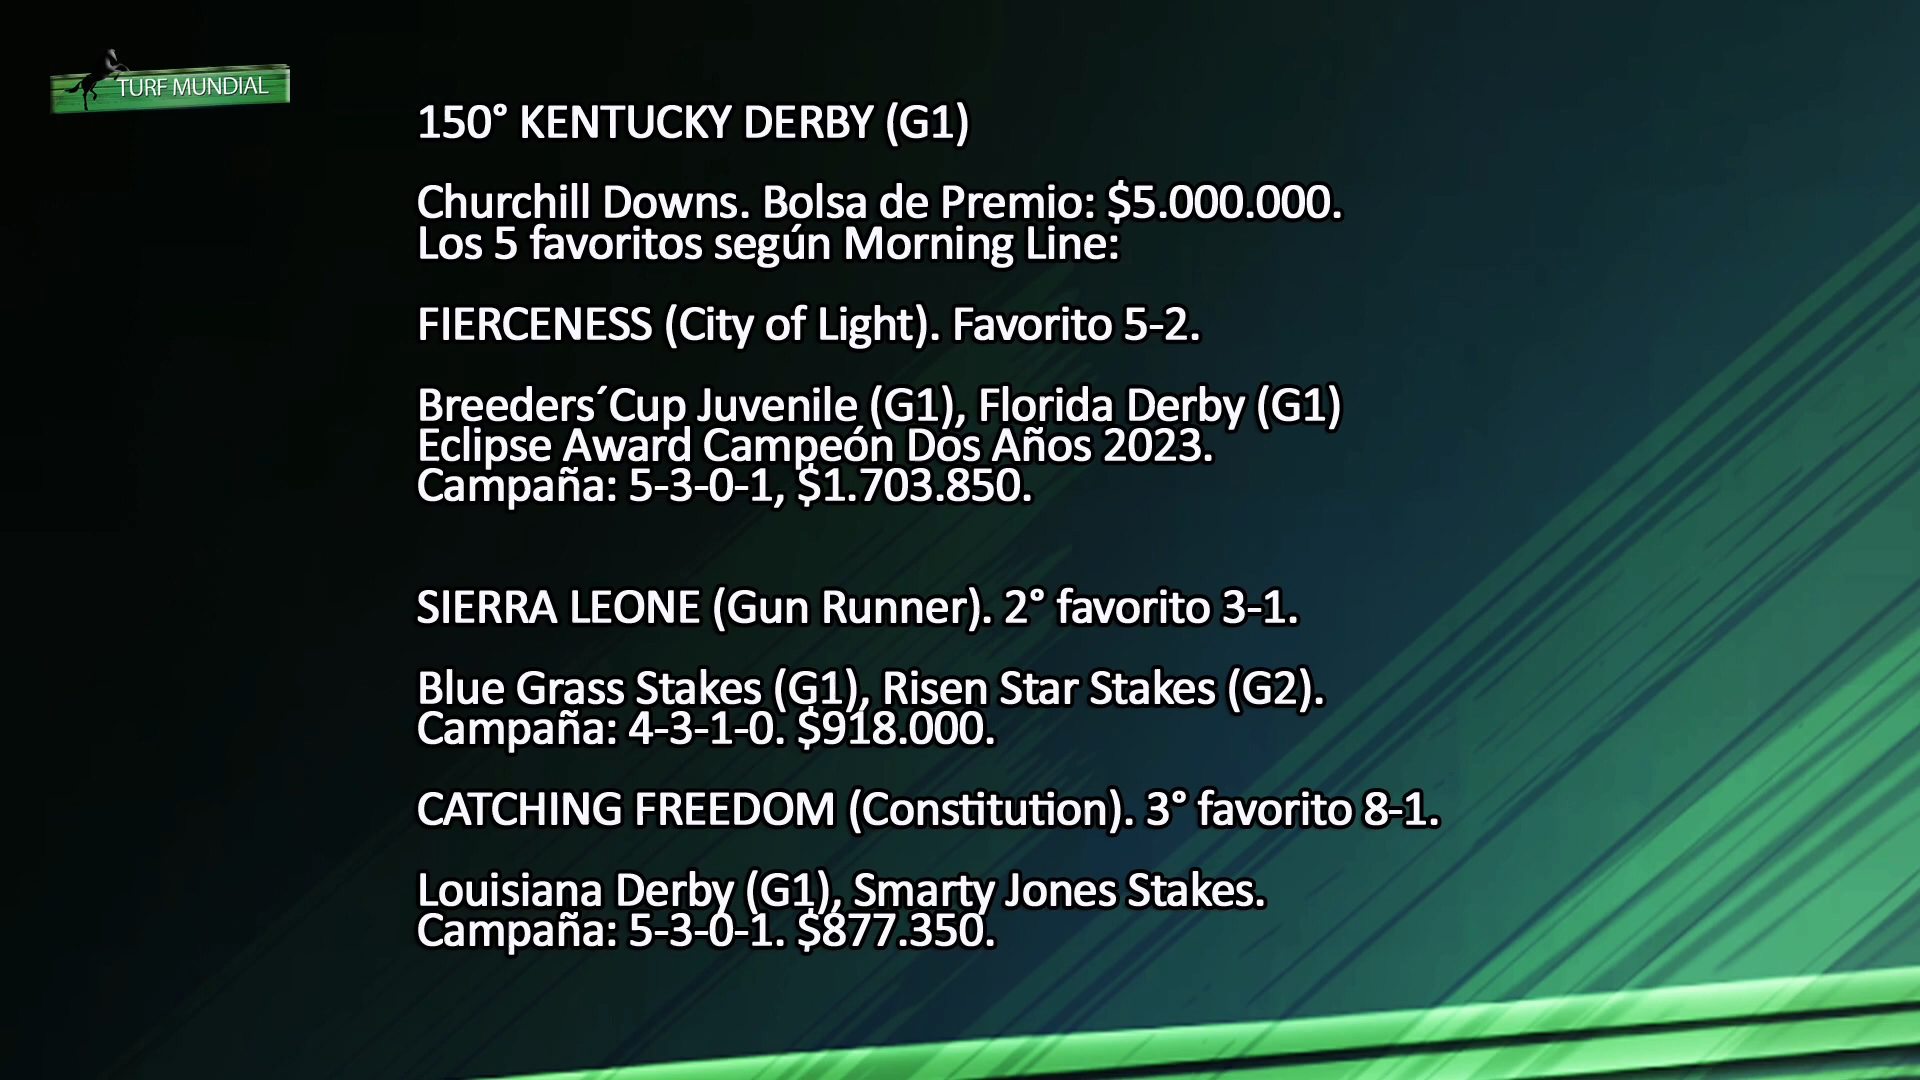 TURF MUNDIAL
150° KENTUCKY DERBY (G1)
Churchill Downs. Bolsa de Premio: $5.000.000.
Los 5 favoritos según Morning Line:
FIERCENESS (City of Light). Favorito 5-2.
Breeders´Cup Juvenile (G1), Florida Derby (G1)
Eclipse Award Campeón Dos Años 2023.
Campaña: 5-3-0-1, $1.703.850.
SIERRA LEONE (Gun Runner). 2° favorito 3-1.
Blue Grass Stakes (G1), Risen Star Stakes (G2).
Campaña: 4-3-1-0. $918.000.
CATCHING FREEDOM (Constitution). 3° favorito 8-1.
Louisiana Derby (G1), Smarty Jones Stakes.
Campaña: 5-3-0-1. $877.350.